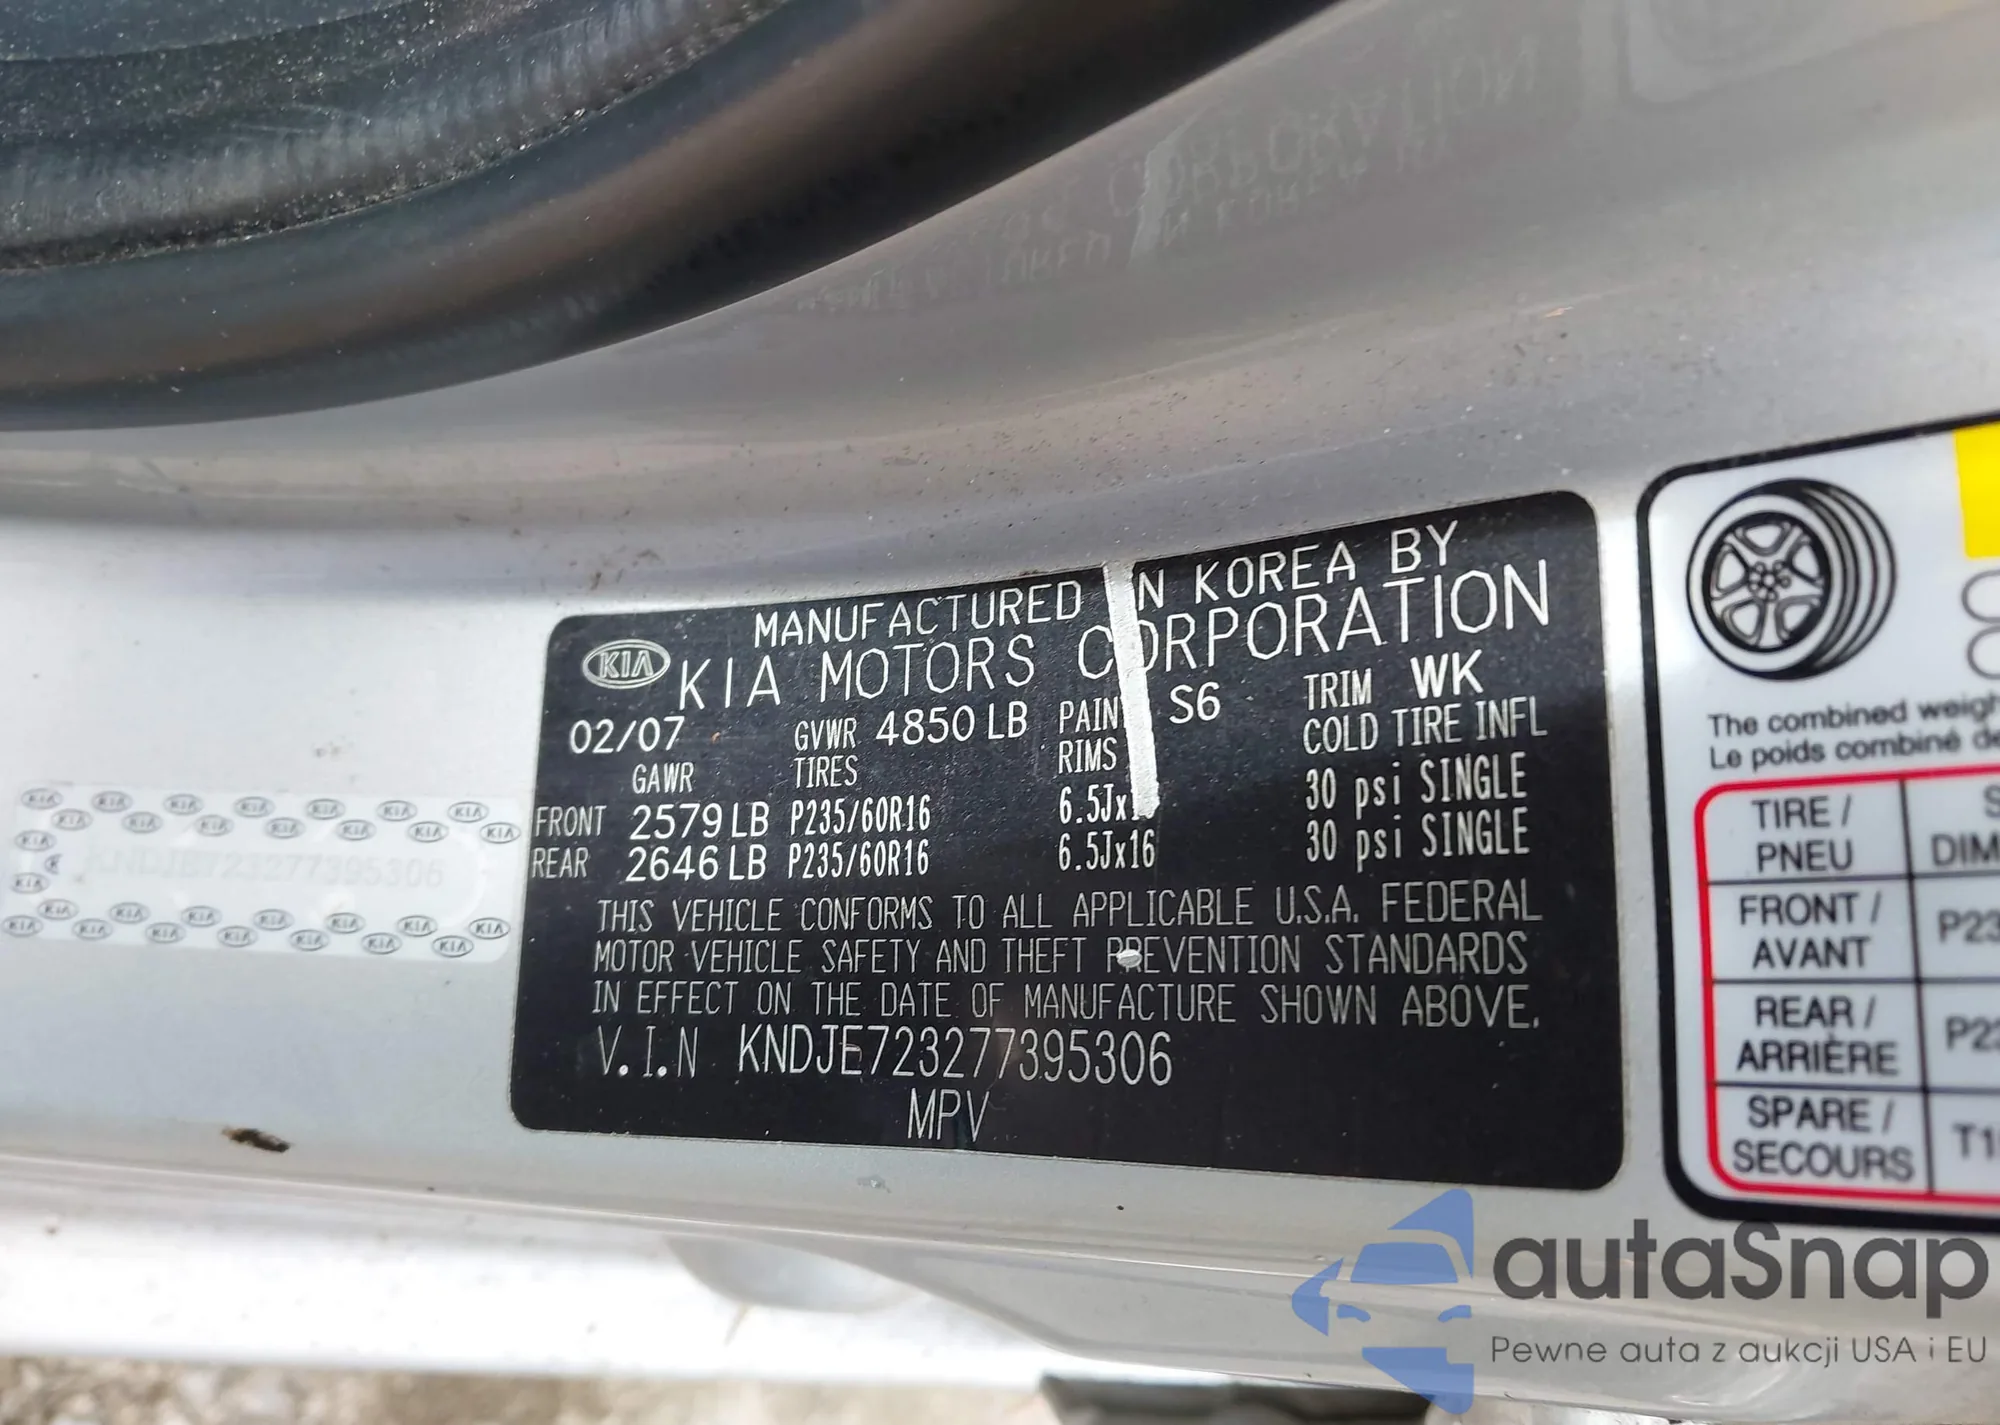 MANUFACTURED IN KOREA BY
KIA KIA MOTORS CORPORATION
02/07 GVWR 4850 LB PAINT S6 TRIM WK
GAWR TIRES RIMS COLD TIRE INFL
FRONT 2579 LB P235/60R16 6.5Jx16 30 psi SINGLE
REAR 2646 LB P235/60R16 6.5Jx16 30 psi SINGLE
THIS VEHICLE CONFORMS TO ALL APPLICABLE U.S.A. FEDERAL
MOTOR VEHICLE SAFETY AND THEFT PREVENTION STANDARDS
IN EFFECT ON THE DATE OF MANUFACTURE SHOWN ABOVE.
V.I.N KNDJE723277395306
MPV
KNDJE723277395306
The combined
Le poids combiné
TIRE /
PNEU
FRONT /
AVANT
REAR /
ARRIÈRE
SPARE /
SECOURS
autaSnap
Pewne auta z aukcji USA i EU